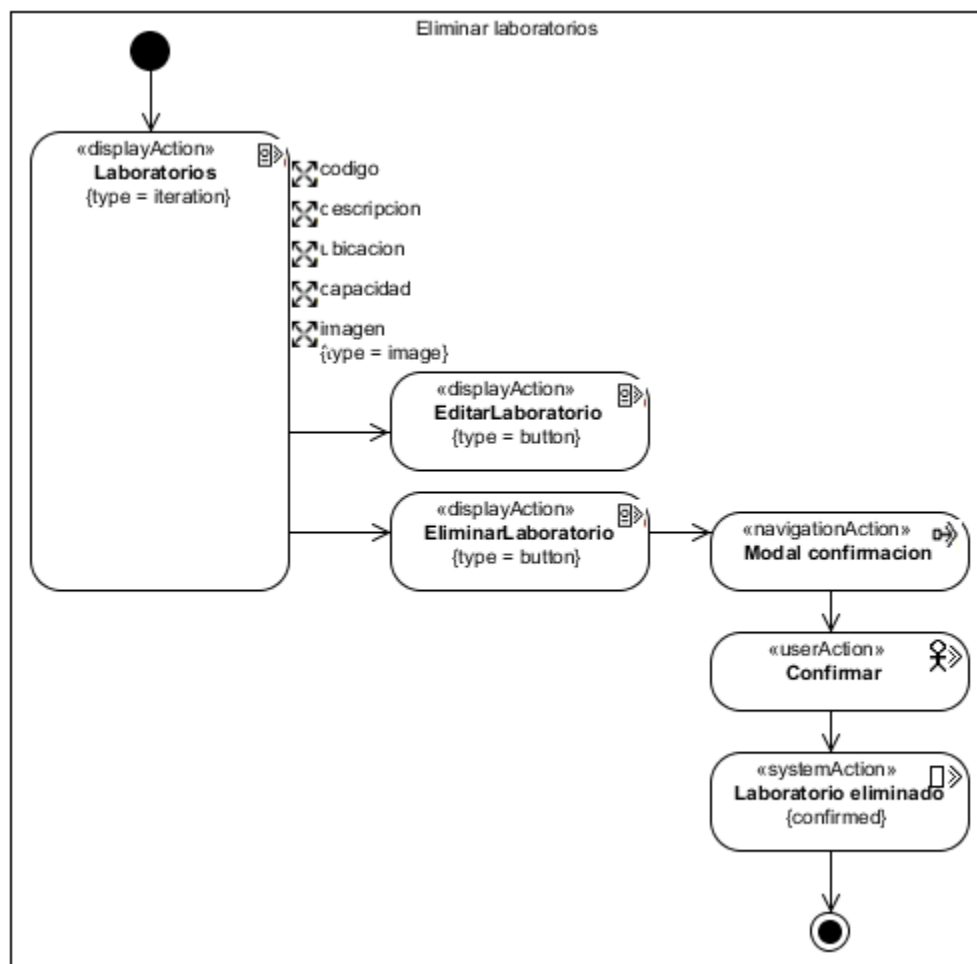 Eliminar laboratorios
«displayAction»
Laboratorios
{type = iteration}
codigo
descripcion
ubicacion
capacidad
imagen
{type = image}
«displayAction»
EditarLaboratorio
{type = button}
«displayAction»
EliminarLaboratorio
{type = button}
«navigationAction»
Modal confirmacion
«userAction»
Confirmar
«systemAction»
Laboratorio eliminado
{confirmed}